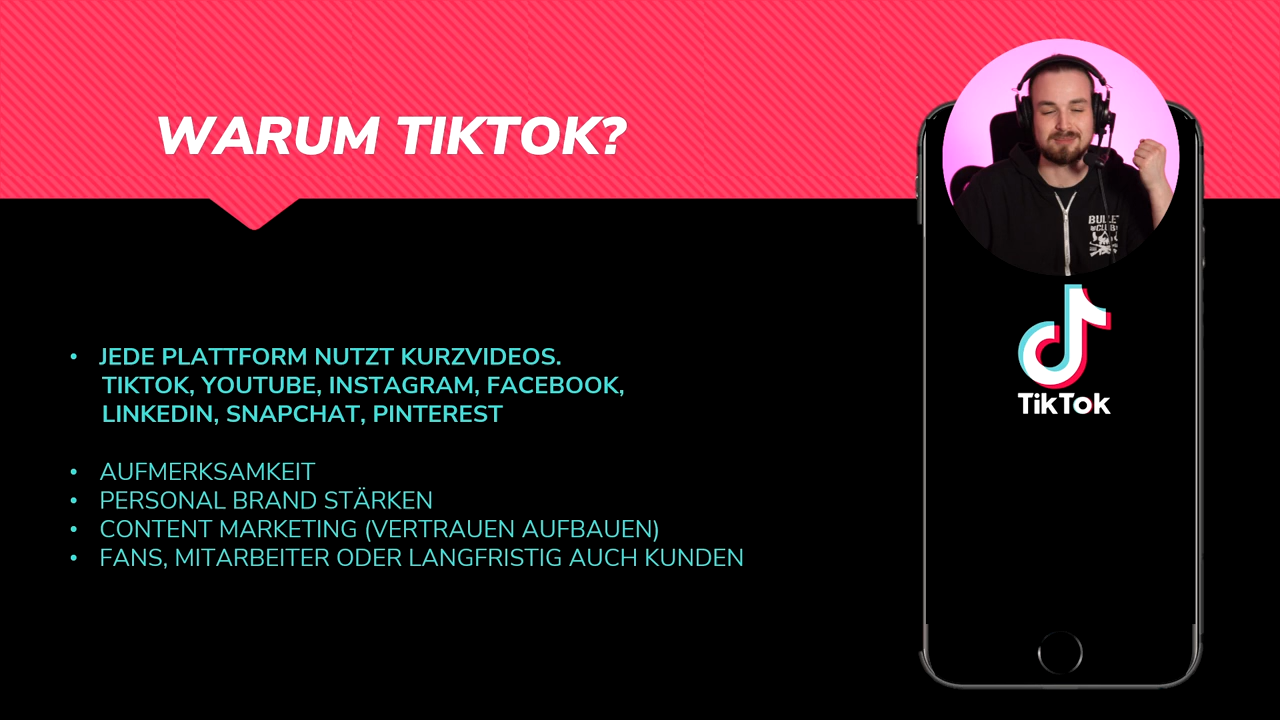 WARUM TIKTOK?
• JEDE PLATTFORM NUTZT KURZVIDEOS.
TIKTOK, YOUTUBE, INSTAGRAM, FACEBOOK,
LINKEDIN, SNAPCHAT, PINTEREST
• AUFMERKSAMKEIT
• PERSONAL BRAND STÄRKEN
• CONTENT MARKETING (VERTRAUEN AUFBAUEN)
• FANS, MITARBEITER ODER LANGFRISTIG AUCH KUNDEN
BULLET
CLUB
TikTok